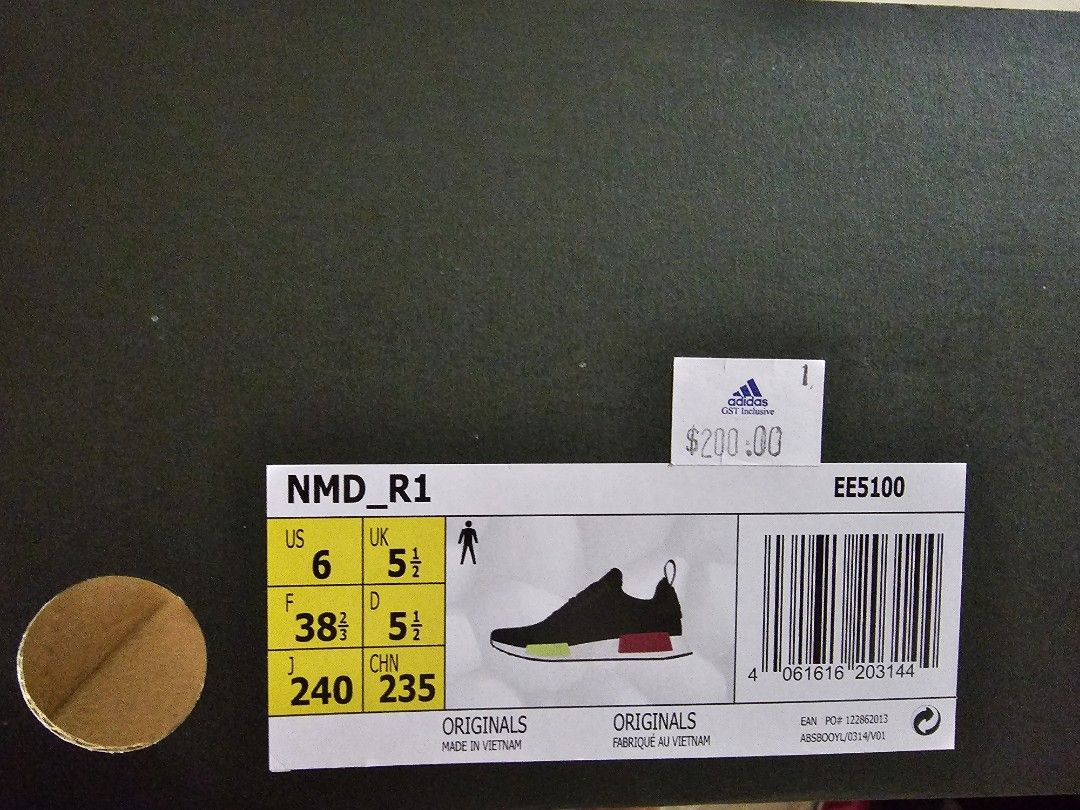 1
adidas
GST Inclusive
$200.00
NMD_R1
EE5100
US 6
UK 5½
F 38⅔
D 5½
J 240
CHN 235
4 061616 203144
ORIGINALS
MADE IN VIETNAM
ORIGINALS
FABRIQUÉ AU VIETNAM
EAN PO# 122862013
ABSBOOYL/0314/V01